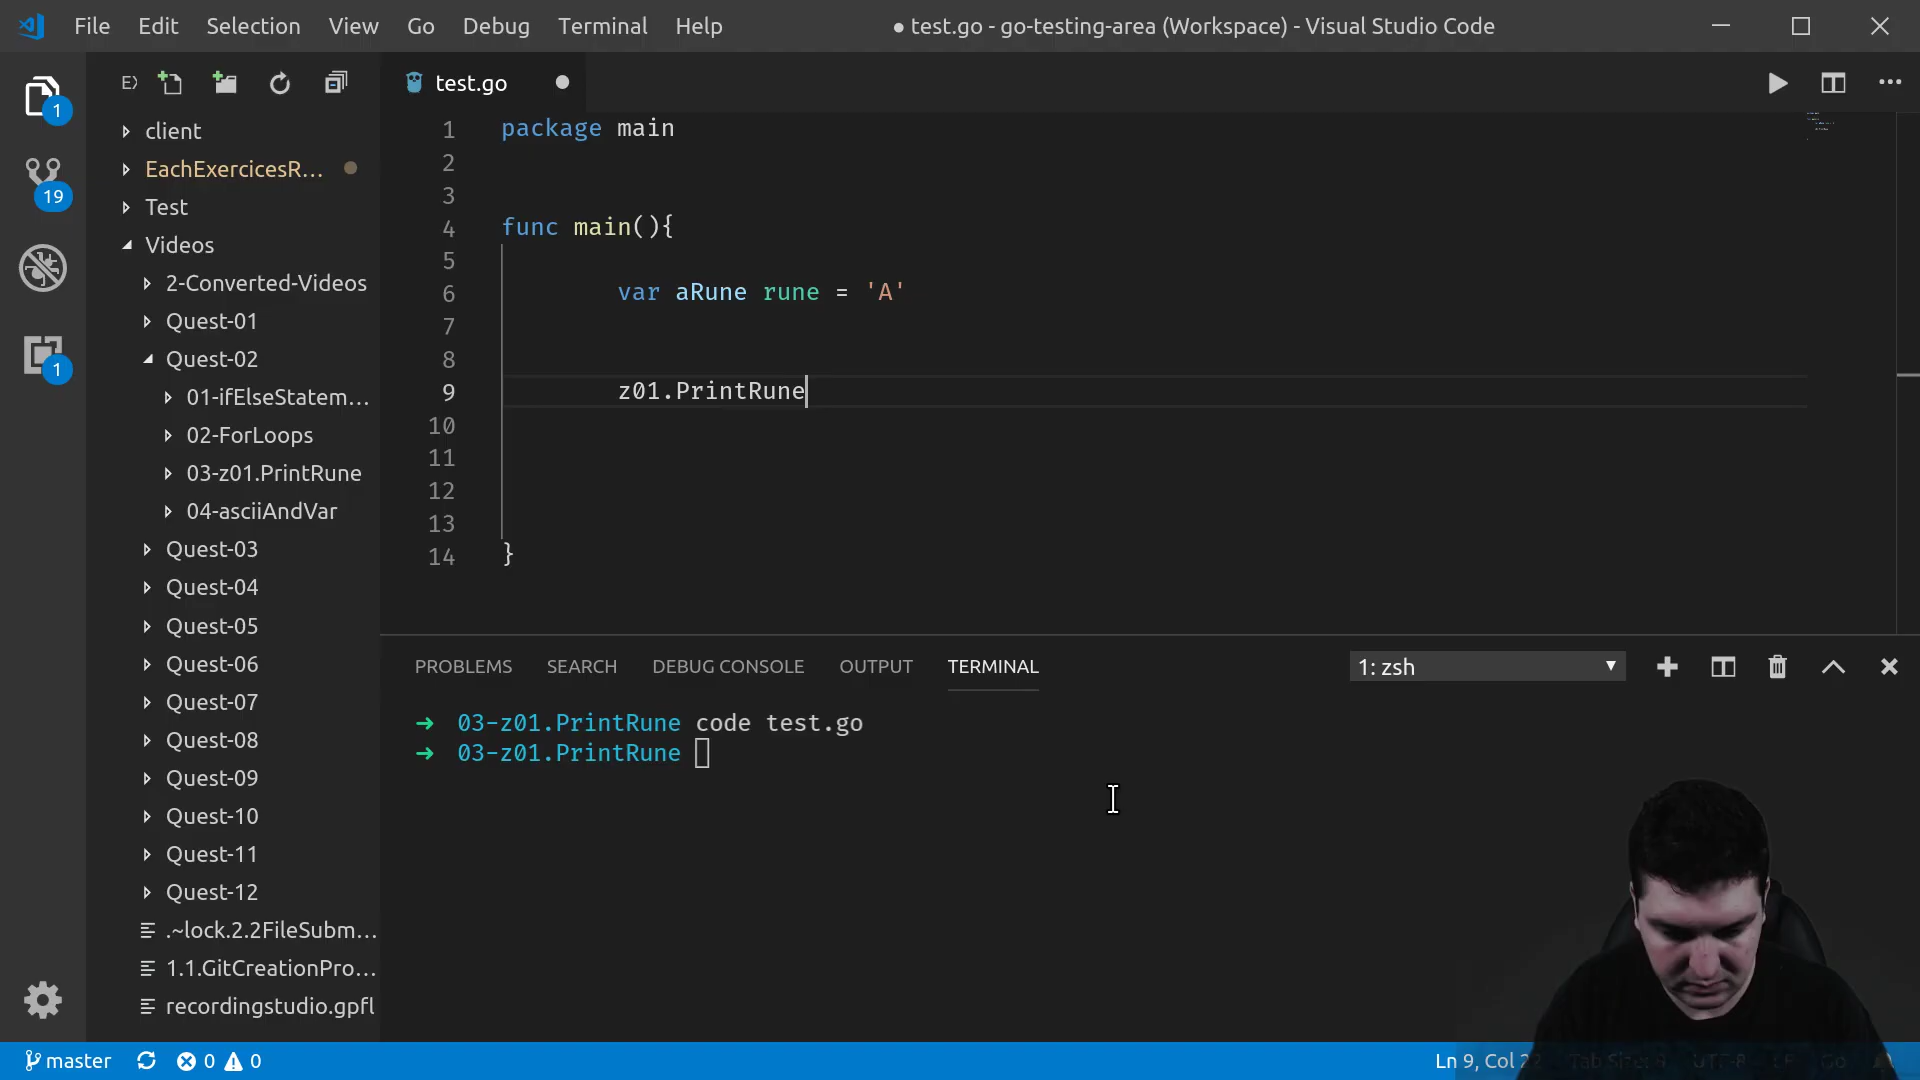 File Edit Selection View Go Debug Terminal Help
● test.go - go-testing-area (Workspace) - Visual Studio Code
1
19
1
client
EachExercicesR...
Test
Videos
2-Converted-Videos
Quest-01
Quest-02
01-ifElseStatem...
02-ForLoops
03-z01.PrintRune
04-asciiAndVar
Quest-03
Quest-04
Quest-05
Quest-06
Quest-07
Quest-08
Quest-09
Quest-10
Quest-11
Quest-12
.~lock.2.2FileSubm...
1.1.GitCreationPro...
recordingstudio.gpfl
test.go
1 package main
2
3
4 func main(){
5
6 var aRune rune = 'A'
7
8
9 z01.PrintRune
10
11
12
13
14 }
PROBLEMS SEARCH DEBUG CONSOLE OUTPUT TERMINAL
1: zsh
➜ 03-z01.PrintRune code test.go
➜ 03-z01.PrintRune
master 0 0
Ln 9, Col